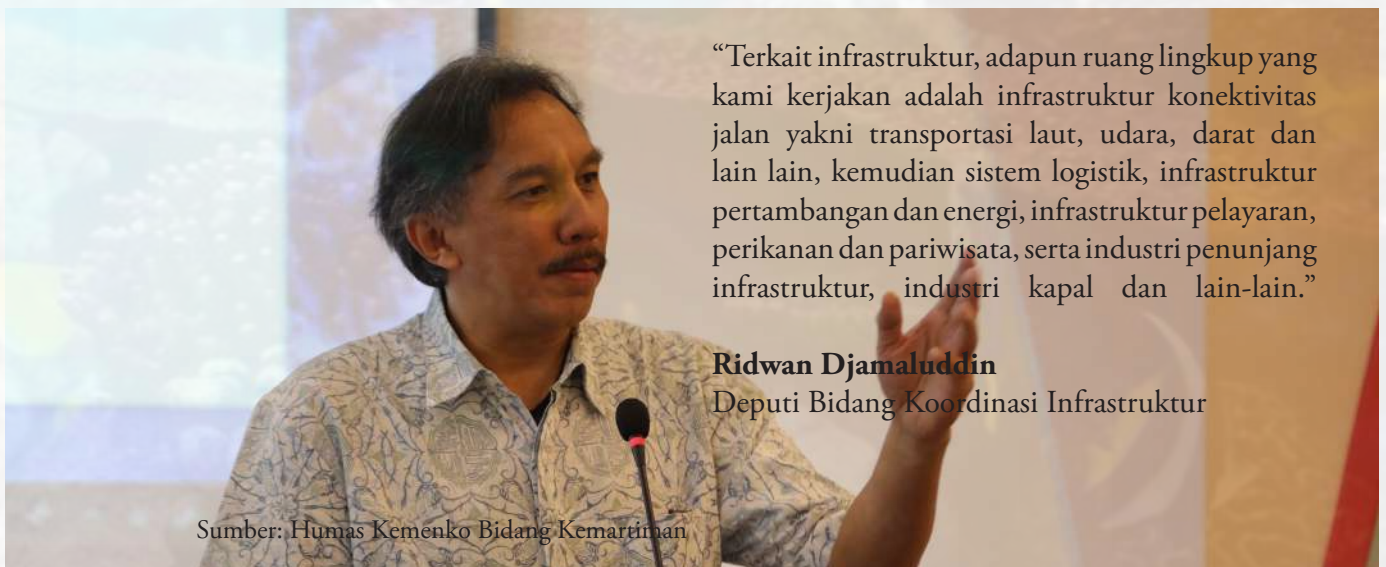 “Terkait infrastruktur, adapun ruang lingkup yang
kami kerjakan adalah infrastruktur konektivitas
jalan yakni transportasi laut, udara, darat dan
lain lain, kemudian sistem logistik, infrastruktur
pertambangan dan energi, infrastruktur pelayaran,
perikanan dan pariwisata, serta industri penunjang
infrastruktur, industri kapal dan lain-lain.”
Ridwan Djamaluddin
Deputi Bidang Koordinasi Infrastruktur
Sumber: Humas Kemenko Bidang Kemartiman